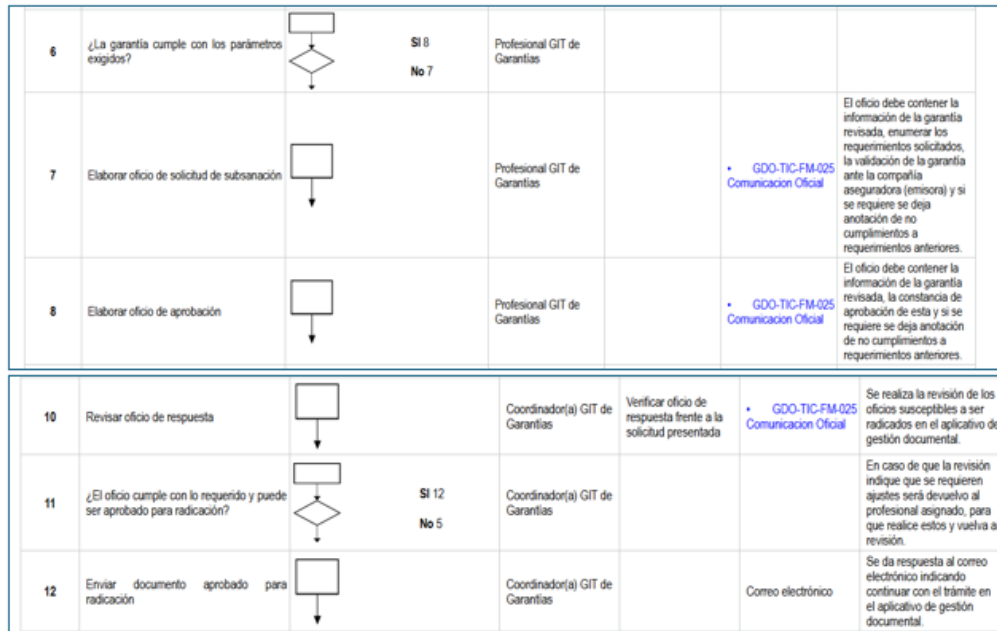 6
¿La garantía cumple con los parámetros
exigidos?
SI 8
No 7
Profesional GIT de
Garantías
7
Elaborar oficio de solicitud de subsanación
Profesional GIT de
Garantías
• GDO-TIC-FM-025
Comunicacion Oficial
El oficio debe contener la
información de la garantía
revisada, enumerar los
requerimientos solicitados,
la validación de la garantía
ante la compañía
aseguradora (emisora) y si
se requiere se deja
anotación de no
cumplimientos a
requerimientos anteriores.
8
Elaborar oficio de aprobación
Profesional GIT de
Garantías
• GDO-TIC-FM-025
Comunicacion Oficial
El oficio debe contener la
información de la garantía
revisada, la constancia de
aprobación de esta y si se
requiere se deja anotación
de no cumplimientos a
requerimientos anteriores.
10
Revisar oficio de respuesta
Coordinador(a) GIT de
Garantías
Verificar oficio de
respuesta frente a la
solicitud presentada
• GDO-TIC-FM-025
Comunicacion Oficial
Se realiza la revisión de los
oficios susceptibles a ser
radicados en el aplicativo de
gestión documental.
11
¿El oficio cumple con lo requerido y puede
ser aprobado para radicación?
SI 12
No 5
Coordinador(a) GIT de
Garantías
En caso de que la revisión
indique que se requieren
ajustes será devuelto al
profesional asignado, para
que realice estos y vuelva a
revisión.
12
Enviar documento aprobado para
radicación
Coordinador(a) GIT de
Garantías
Correo electrónico
Se da respuesta al correo
electrónico indicando
continuar con el trámite en
el aplicativo de gestión
documental.